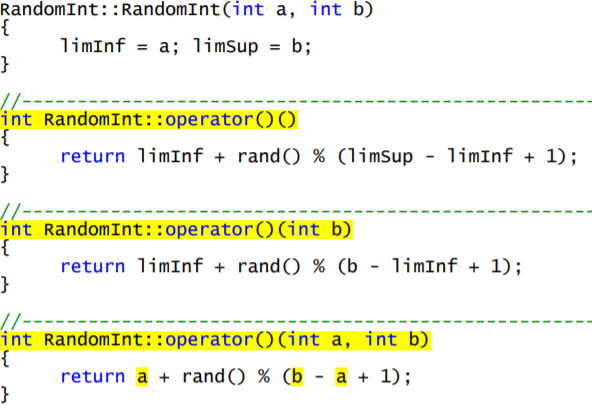 RandomInt::RandomInt(int a, int b)
{
limInf = a; limSup = b;
}
//---------------------------------------------------------------
int RandomInt::operator()()
{
return limInf + rand() % (limSup - limInf + 1);
}
//---------------------------------------------------------------
int RandomInt::operator()(int b)
{
return limInf + rand() % (b - limInf + 1);
}
//---------------------------------------------------------------
int RandomInt::operator()(int a, int b)
{
return a + rand() % (b - a + 1);
}